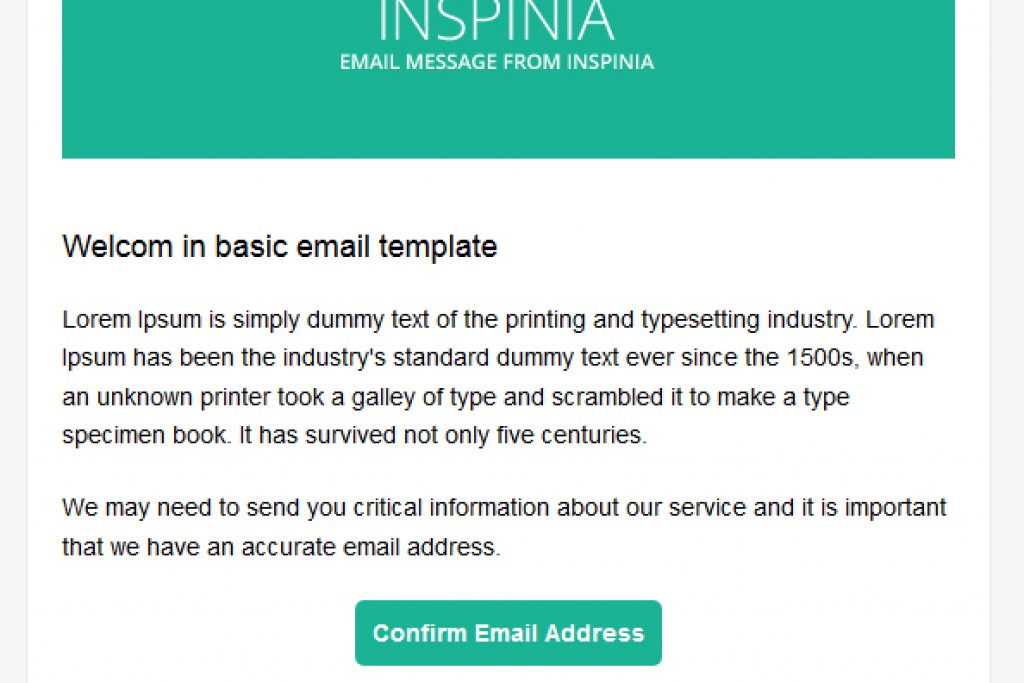 INSPINIA
EMAIL MESSAGE FROM INSPINIA
Welcom in basic email template
Lorem Ipsum is simply dummy text of the printing and typesetting industry. Lorem
Ipsum has been the industry's standard dummy text ever since the 1500s, when
an unknown printer took a galley of type and scrambled it to make a type
specimen book. It has survived not only five centuries.
We may need to send you critical information about our service and it is important
that we have an accurate email address.
Confirm Email Address